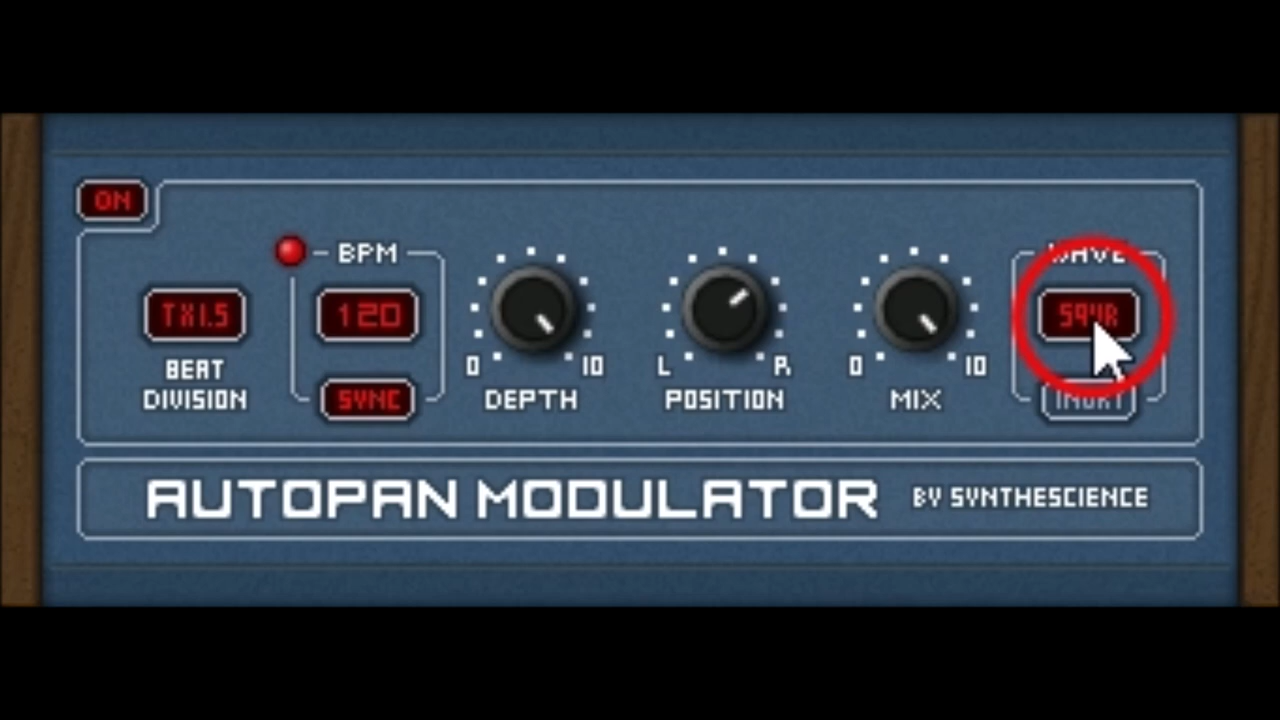 ON
BPM
WAVE
TX1.5
120
SQUR
0 10
L R
0 10
BEAT
DIVISION
SYNC
DEPTH
POSITION
MIX
AUTOPAN MODULATOR BY SYNTHESCIENCE